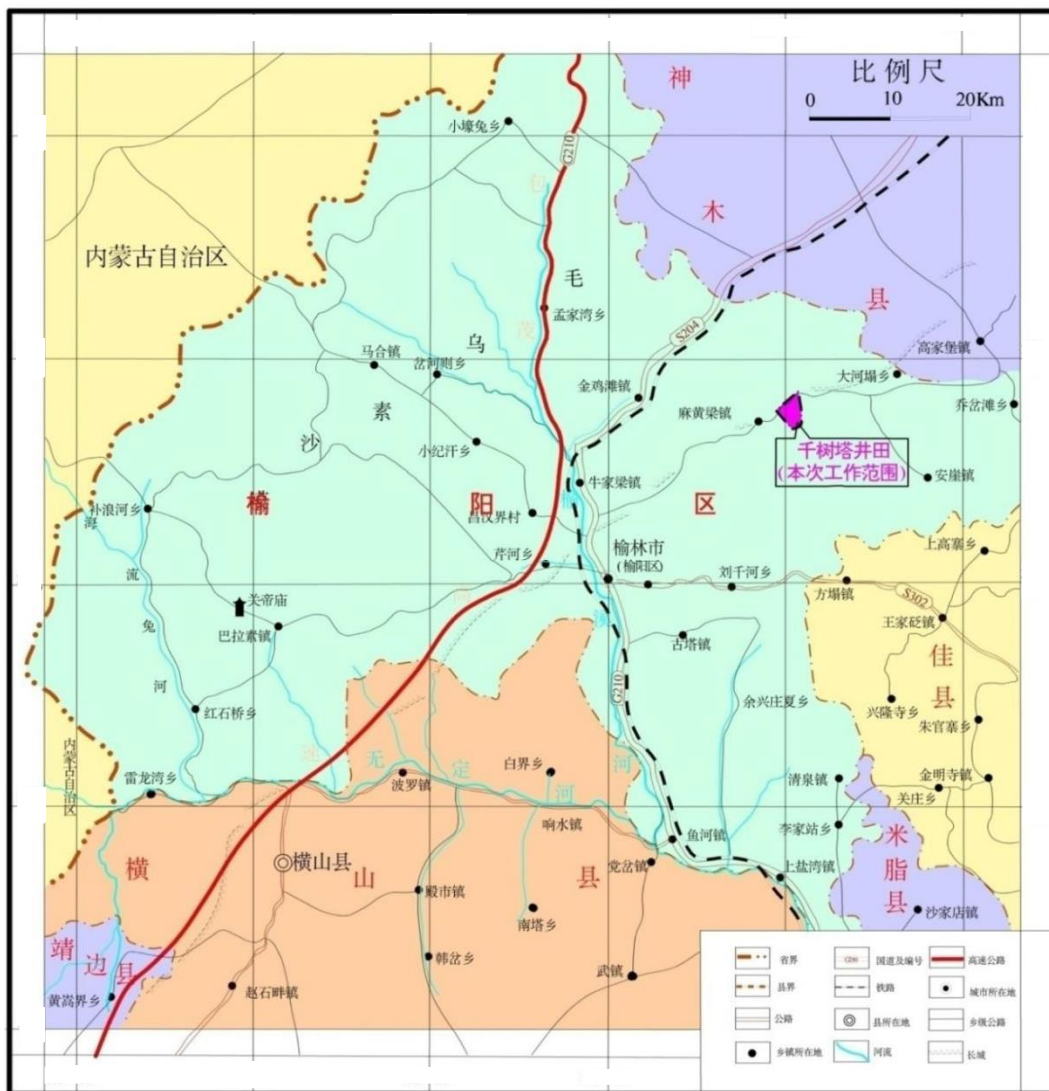 比例尺
0 10 20Km
神
木
县
小壕兔乡
G210
包
内蒙古自治区
毛
茂
孟家湾乡
乌
S204
高家堡镇
马合镇
岔河则乡
大河塌乡
金鸡滩镇
素
麻黄梁镇
乔岔滩乡
沙
小纪汗乡
千树塔井田
(本次工作范围)
安崖镇
牛家梁镇
补浪河乡
榆
阳
区
昌汉界村
海
流
兔
河
上高寨乡
芹河乡
榆林市
(榆阳区)
刘千河乡
方塌镇
S302
关帝庙
王家砭镇
巴拉素镇
古塔镇
佳
县
G210
余兴庄夏
兴隆寺乡
朱官寨乡
红石桥乡
内蒙古自治区
无
定
河
河
白界乡
雷龙湾乡
波罗镇
清泉镇
金明寺镇
关庄乡
响水镇
鱼河镇
李家站乡
米
脂
县
横
山
县
横山县
党岔镇
上盐湾镇
殿市镇
沙家店镇
南塔乡
靖
边
县
韩岔乡
武镇
黄蒿界乡
赵石畔镇
省界
国道及编号
高速公路
县界
铁路
城市所在地
公路
县所在地
乡级公路
乡镇所在地
河流
长城